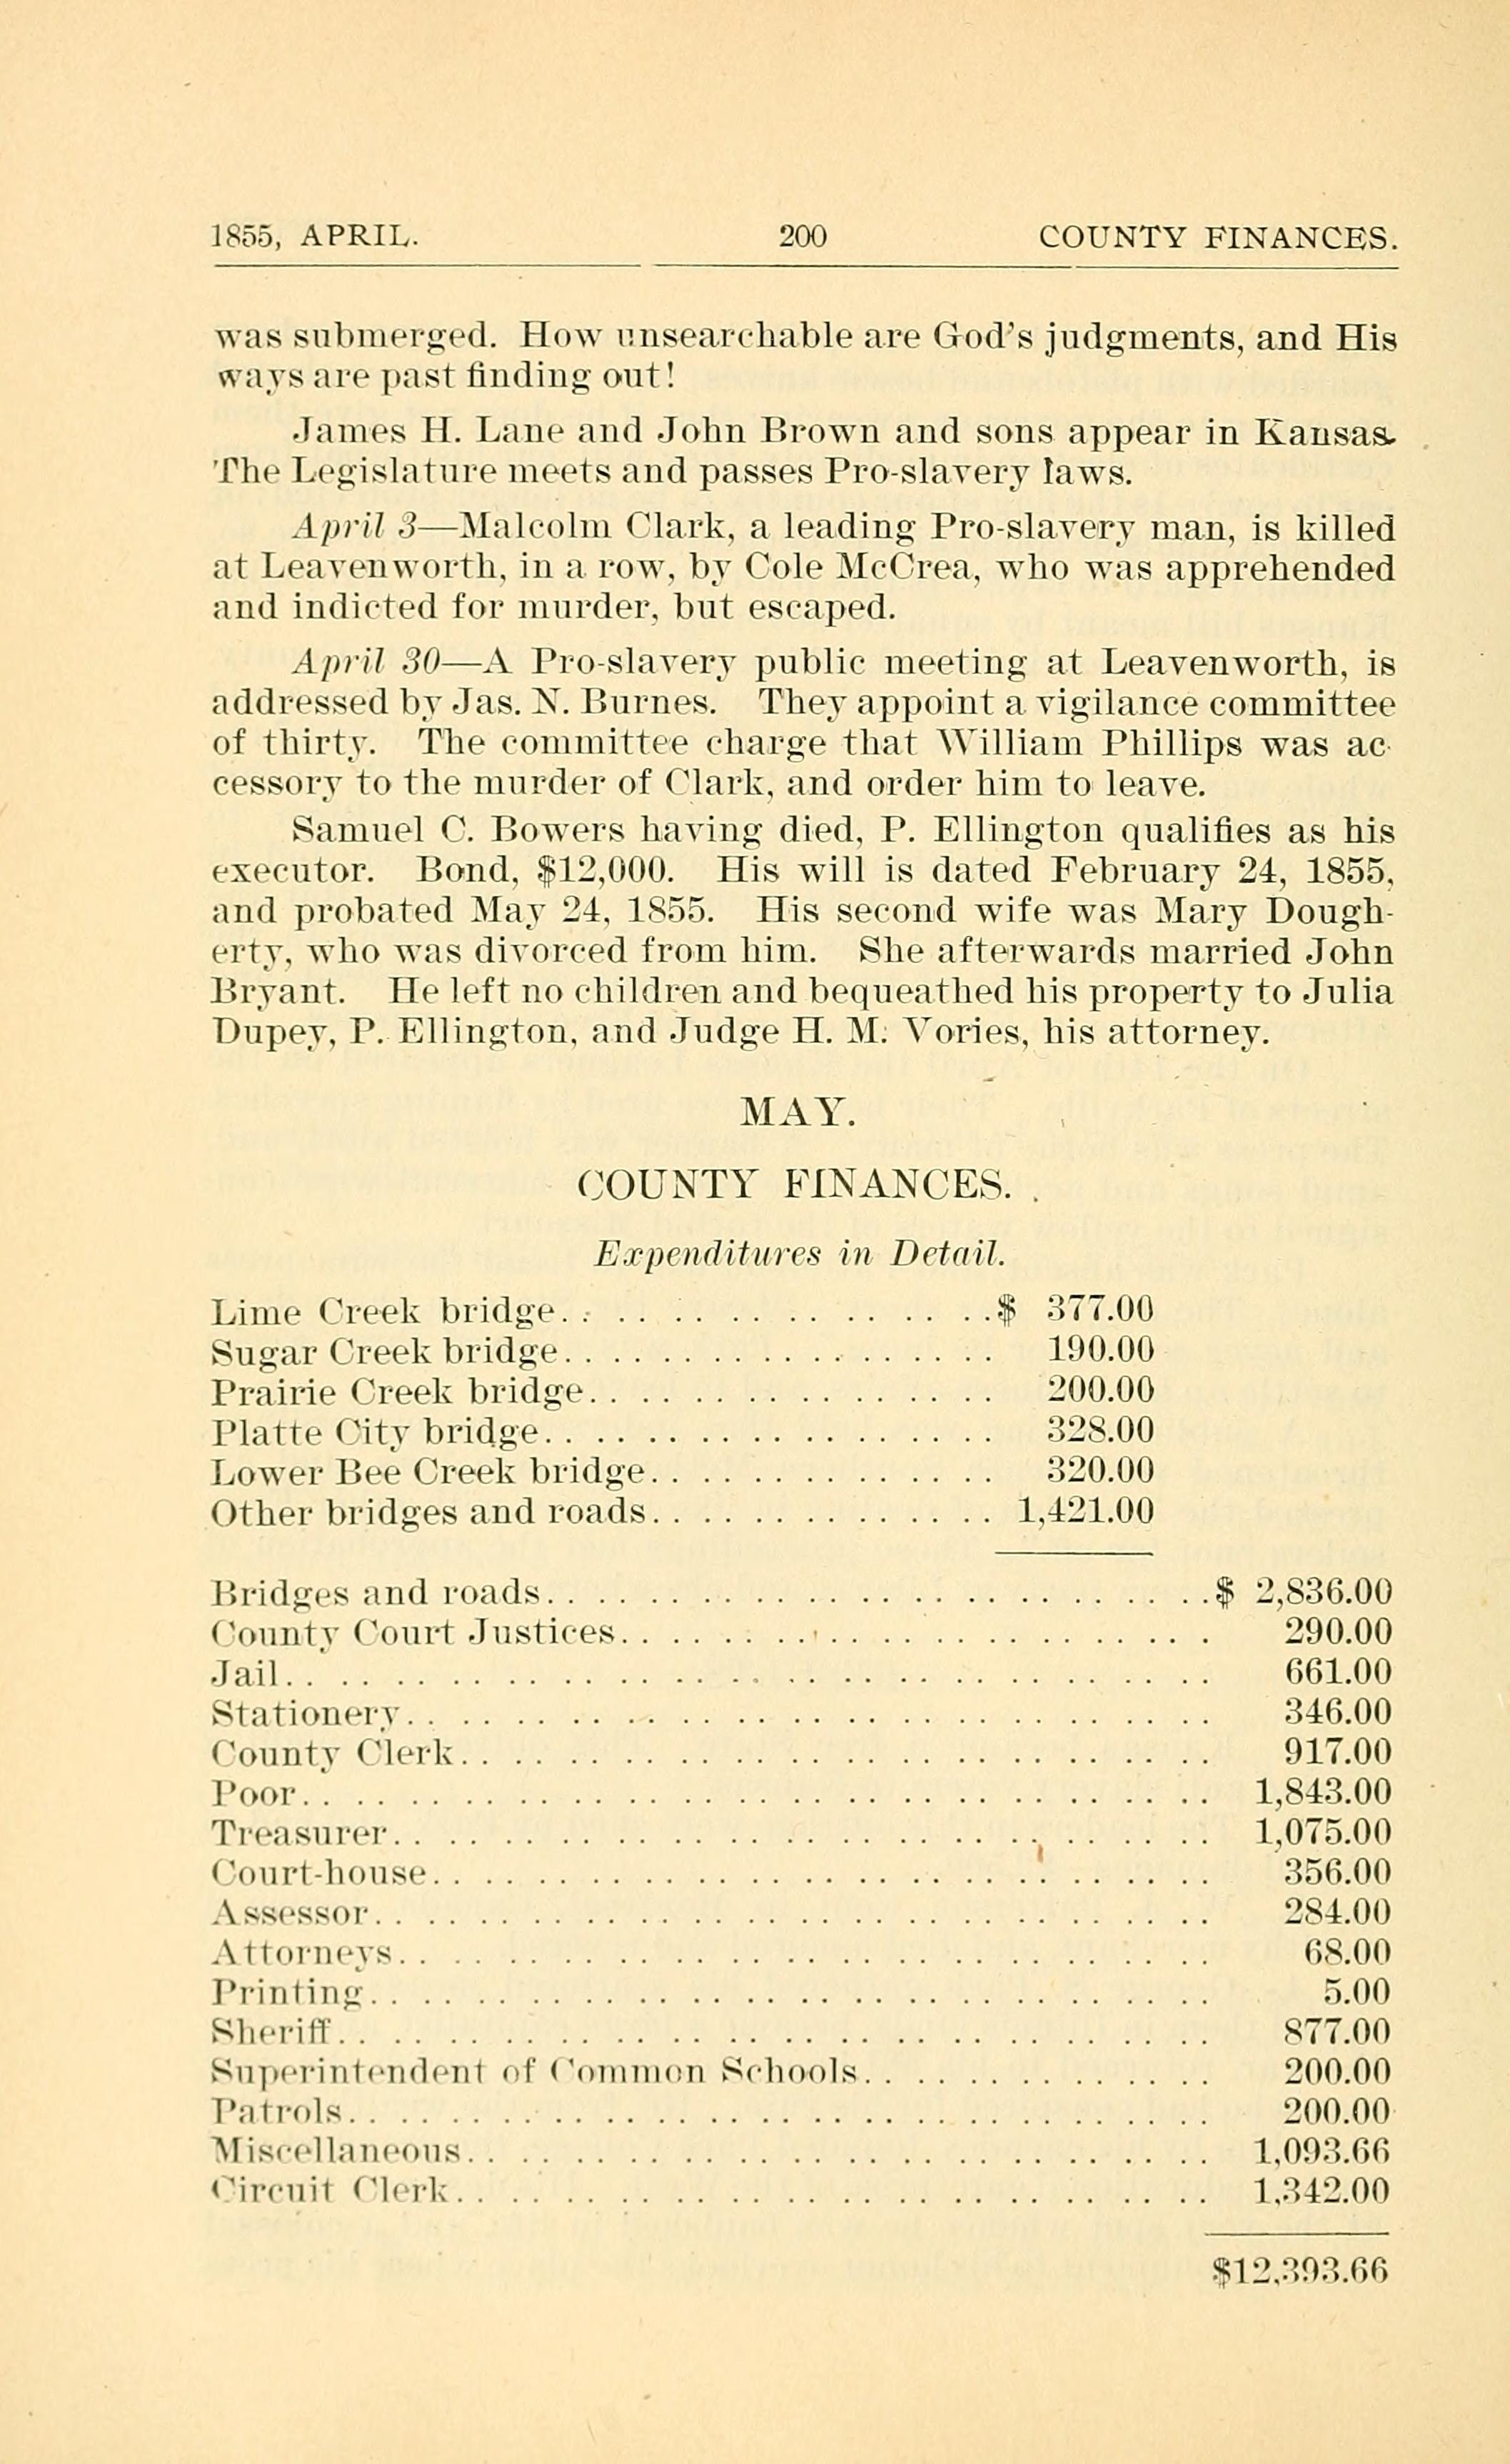 1855, APRIL. 200 COUNTY FINANCES.
was submerged. How unsearchable are God's judgments, and His
ways are past finding out!
James H. Lane and John Brown and sons appear in Kansas.
The Legislature meets and passes Pro-slavery laws.
April 3—Malcolm Clark, a leading Pro-slavery man, is killed
at Leavenworth, in a row, by Cole McCrea, who was apprehended
and indicted for murder, but escaped.
April 30—A Pro-slavery public meeting at Leavenworth, is
addressed by Jas. N. Burnes. They appoint a vigilance committee
of thirty. The committee charge that William Phillips was ac-
cessory to the murder of Clark, and order him to leave.
Samuel C. Bowers having died, P. Ellington qualifies as his
executor. Bond, $12,000. His will is dated February 24, 1855,
and probated May 24, 1855. His second wife was Mary Dough-
erty, who was divorced from him. She afterwards married John
Bryant. He left no children and bequeathed his property to Julia
Dupey, P. Ellington, and Judge H. M. Vories, his attorney.
MAY.
COUNTY FINANCES.
Expenditures in Detail.
Lime Creek bridge................$ 377.00
Sugar Creek bridge................ 190.00
Prairie Creek bridge............... 200.00
Platte City bridge................. 328.00
Lower Bee Creek bridge............. 320.00
Other bridges and roads............. 1,421.00
Bridges and roads.........................$ 2,836.00
County Court Justices...................... 290.00
Jail................................... 661.00
Stationery.............................. 346.00
County Clerk............................ 917.00
Poor.................................. 1,843.00
Treasurer............................... 1,075.00
Court-house............................. 356.00
Assessor............................... 284.00
Attorneys.............................. 68.00
Printing............................... 5.00
Sheriff................................. 877.00
Superintendent of Common Schools............. 200.00
Patrols................................ 200.00
Miscellaneous........................... 1,093.66
Circuit Clerk............................ 1,342.00
$12,393.66